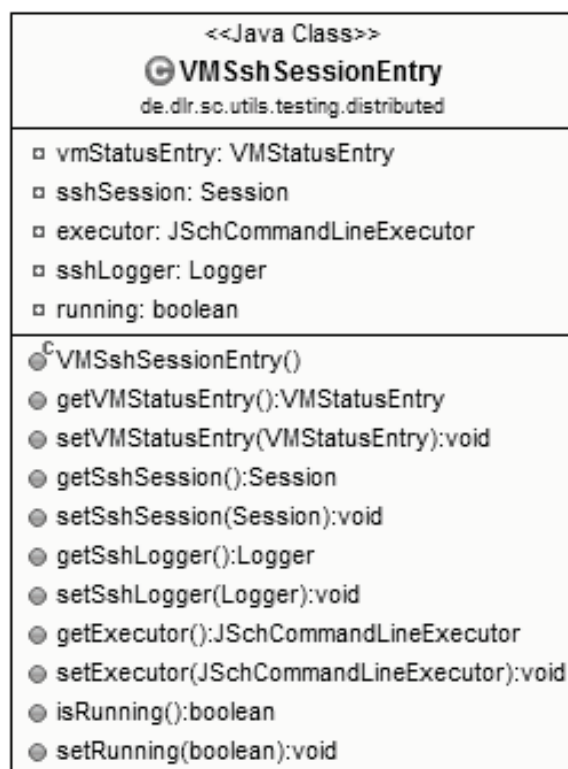 <<Java Class>>
C VMSshSessionEntry
de.dlr.sc.utils.testing.distributed
vmStatusEntry: VMStatusEntry
sshSession: Session
executor: JSchCommandLineExecutor
sshLogger: Logger
running: boolean
C VMSshSessionEntry()
getVMStatusEntry():VMStatusEntry
setVMStatusEntry(VMStatusEntry):void
getSshSession():Session
setSshSession(Session):void
getSshLogger():Logger
setSshLogger(Logger):void
getExecutor():JSchCommandLineExecutor
setExecutor(JSchCommandLineExecutor):void
isRunning():boolean
setRunning(boolean):void